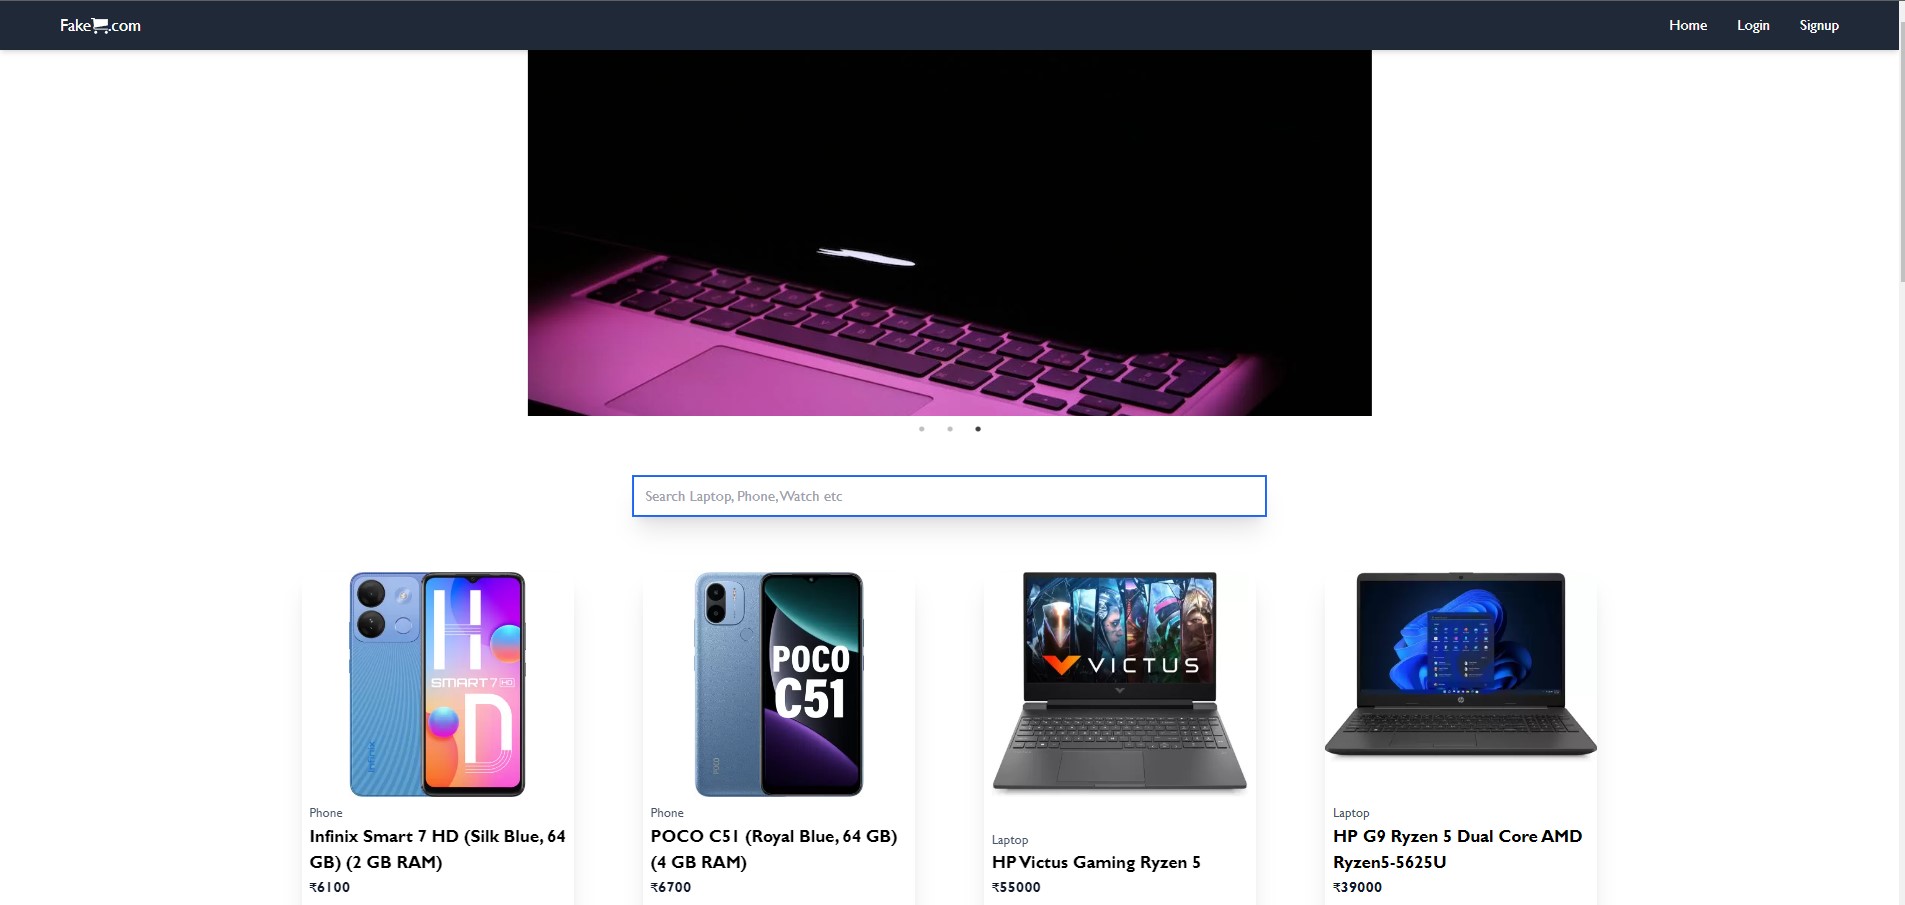 Fake.com
Home Login Signup
Search Laptop, Phone, Watch etc
H
SMART 7 HD
D
Infinix
POCO
C51
POCO
VICTUS
hp
Phone
Infinix Smart 7 HD (Silk Blue, 64
GB) (2 GB RAM)
₹6100
Phone
POCO C51 (Royal Blue, 64 GB)
(4 GB RAM)
₹6700
Laptop
HP Victus Gaming Ryzen 5
₹55000
Laptop
HP G9 Ryzen 5 Dual Core AMD
Ryzen5-5625U
₹39000